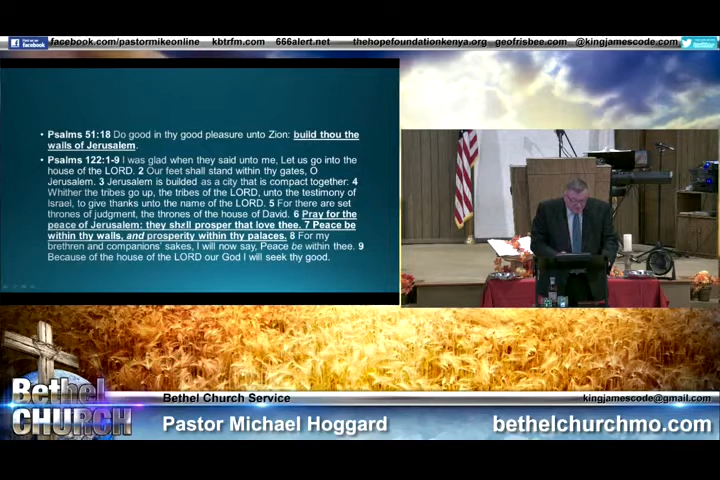 Find us on facebook facebook.com/pastormikeonline kbtrfm.com 666alert.net thehopefoundationkenya.org geofrisbee.com @kingjamescode.com twitter
• Psalms 51:18 Do good in thy good pleasure unto Zion: build thou the
walls of Jerusalem.
• Psalms 122:1-9 I was glad when they said unto me, Let us go into the
house of the LORD. 2 Our feet shall stand within thy gates, O
Jerusalem. 3 Jerusalem is builded as a city that is compact together: 4
Whither the tribes go up, the tribes of the LORD, unto the testimony of
Israel, to give thanks unto the name of the LORD. 5 For there are set
thrones of judgment, the thrones of the house of David. 6 Pray for the
peace of Jerusalem: they shall prosper that love thee. 7 Peace be
within thy walls, and prosperity within thy palaces. 8 For my
brethren and companions' sakes, I will now say, Peace be within thee. 9
Because of the house of the LORD our God I will seek thy good.
Bethel
CHURCH
Bethel Church Service kingjamescode@gmail.com
Pastor Michael Hoggard bethelchurchmo.com